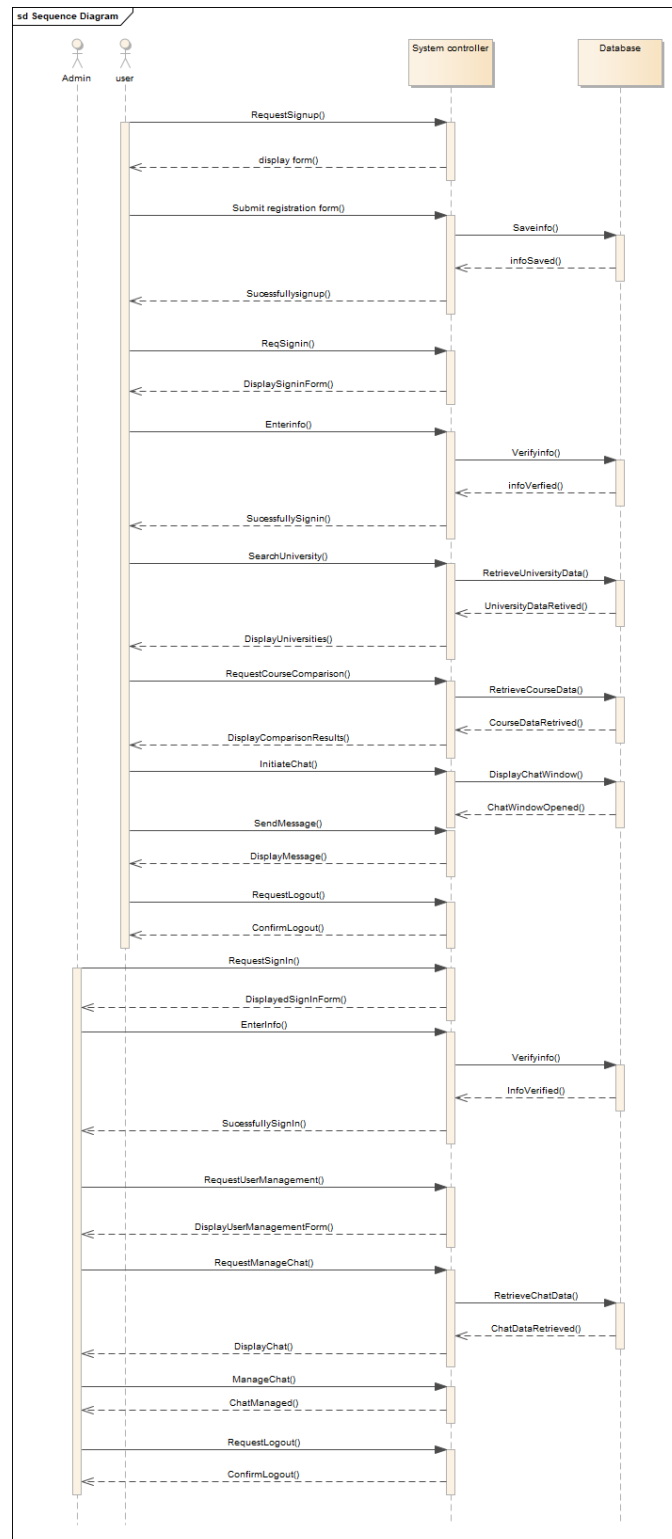 sd Sequence Diagram
Admin
user
System controller
Database
RequestSignup()
display form()
Submit registration form()
Saveinfo()
infoSaved()
Sucessfullysignup()
ReqSignin()
DisplaySigninForm()
Enterinfo()
Verifyinfo()
infoVerfied()
SucessfullySignin()
SearchUniversity()
RetrieveUniversityData()
UniversityDataRetived()
DisplayUniversities()
RequestCourseComparison()
RetrieveCourseData()
CourseDataRetrived()
DisplayComparisonResults()
InitiateChat()
DisplayChatWindow()
ChatWindowOpened()
SendMessage()
DisplayMessage()
RequestLogout()
ConfirmLogout()
RequestSignIn()
DisplayedSignInForm()
EnterInfo()
Verifyinfo()
InfoVerified()
SucessfullySignIn()
RequestUserManagement()
DisplayUserManagementForm()
RequestManageChat()
RetrieveChatData()
ChatDataRetrieved()
DisplayChat()
ManageChat()
ChatManaged()
RequestLogout()
ConfirmLogout()